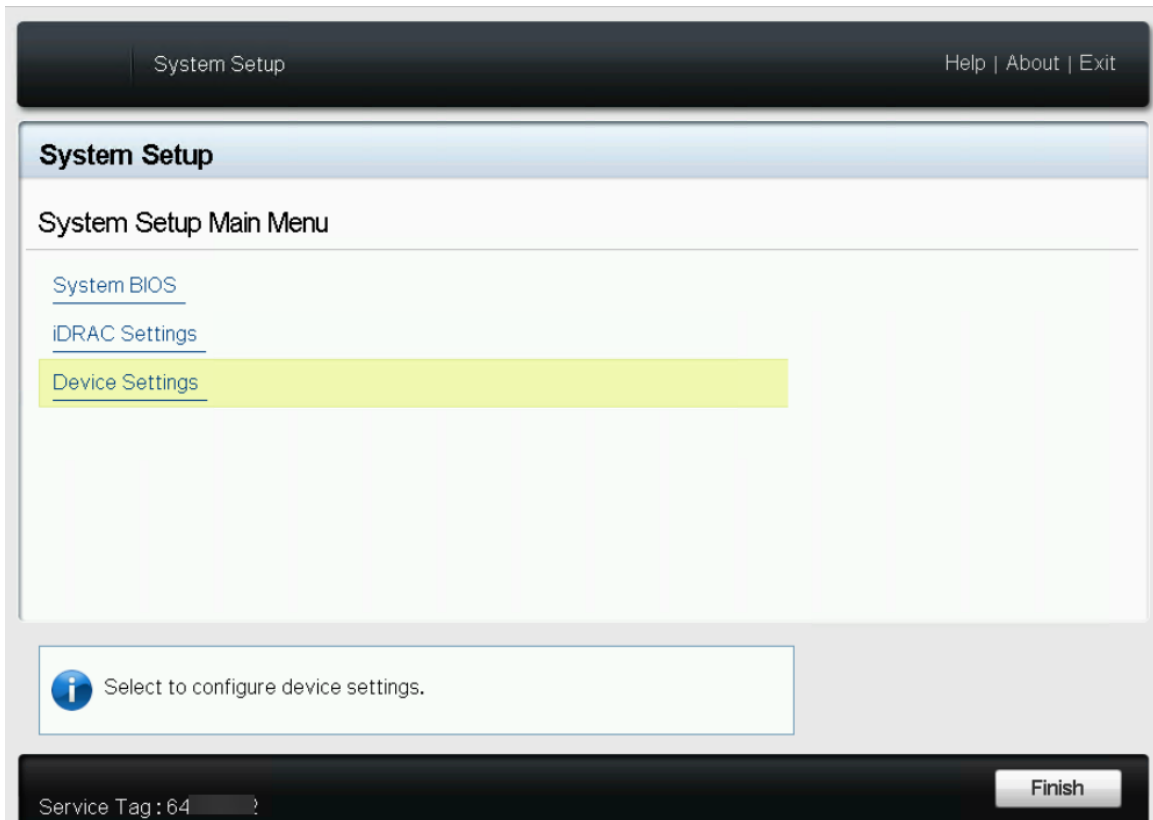 System Setup
Help | About | Exit
System Setup
System Setup Main Menu
System BIOS
iDRAC Settings
Device Settings
Select to configure device settings.
Finish
Service Tag : 64